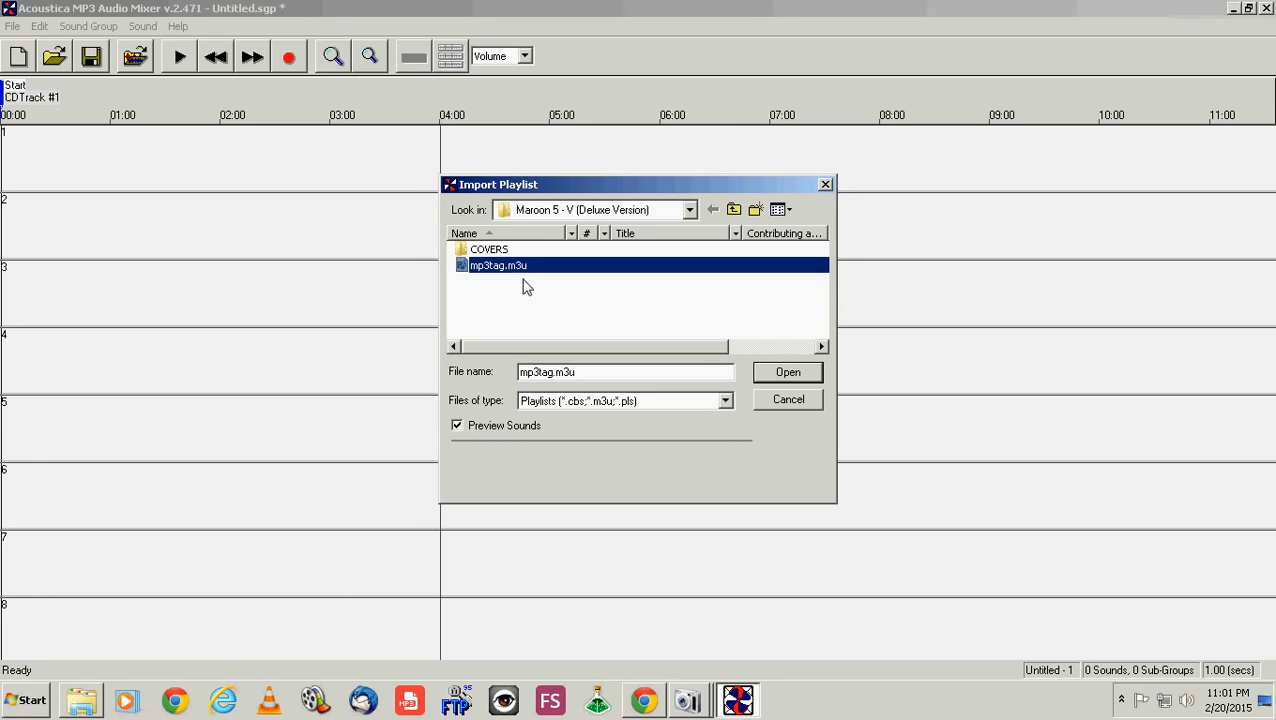 Acoustica MP3 Audio Mixer v.2.471 - Untitled.sgp *
File Edit Sound Group Sound Help
Volume
Start
CDTrack #1
00:00 01:00 02:00 03:00 04:00 05:00 06:00 07:00 08:00 09:00 10:00 11:00
1
2
3
4
5
6
7
8
Import Playlist
Look in: Maroon 5 - V (Deluxe Version)
Name # Title Contributing a...
COVERS
mp3tag.m3u
File name: mp3tag.m3u Open
Files of type: Playlists (*.cbs;*.m3u;*.pls) Cancel
Preview Sounds
Ready Untitled - 1 0 Sounds, 0 Sub-Groups 1.00 (secs)
Start MP3 FTP FS 11:01 PM
2/20/2015